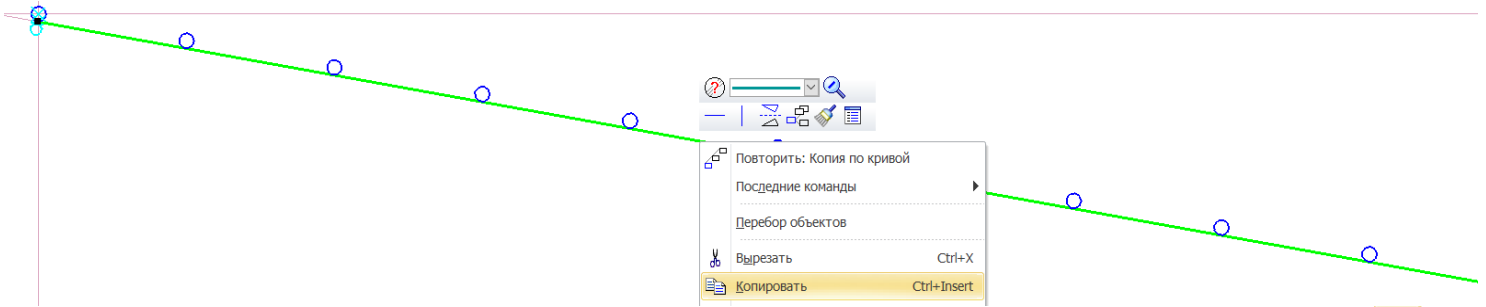 Повторить: Копия по кривой
Последние команды
Перебор объектов
Вырезать Ctrl+X
Копировать Ctrl+Insert